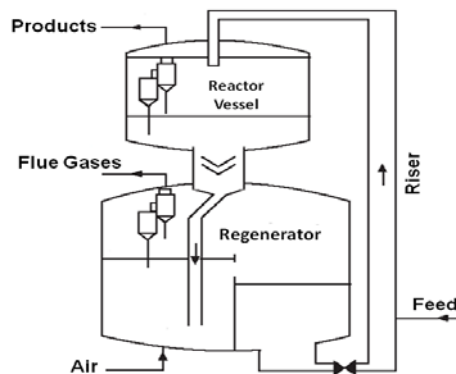 Products
Reactor
Vessel
Flue Gases
Riser
Regenerator
Feed
Air